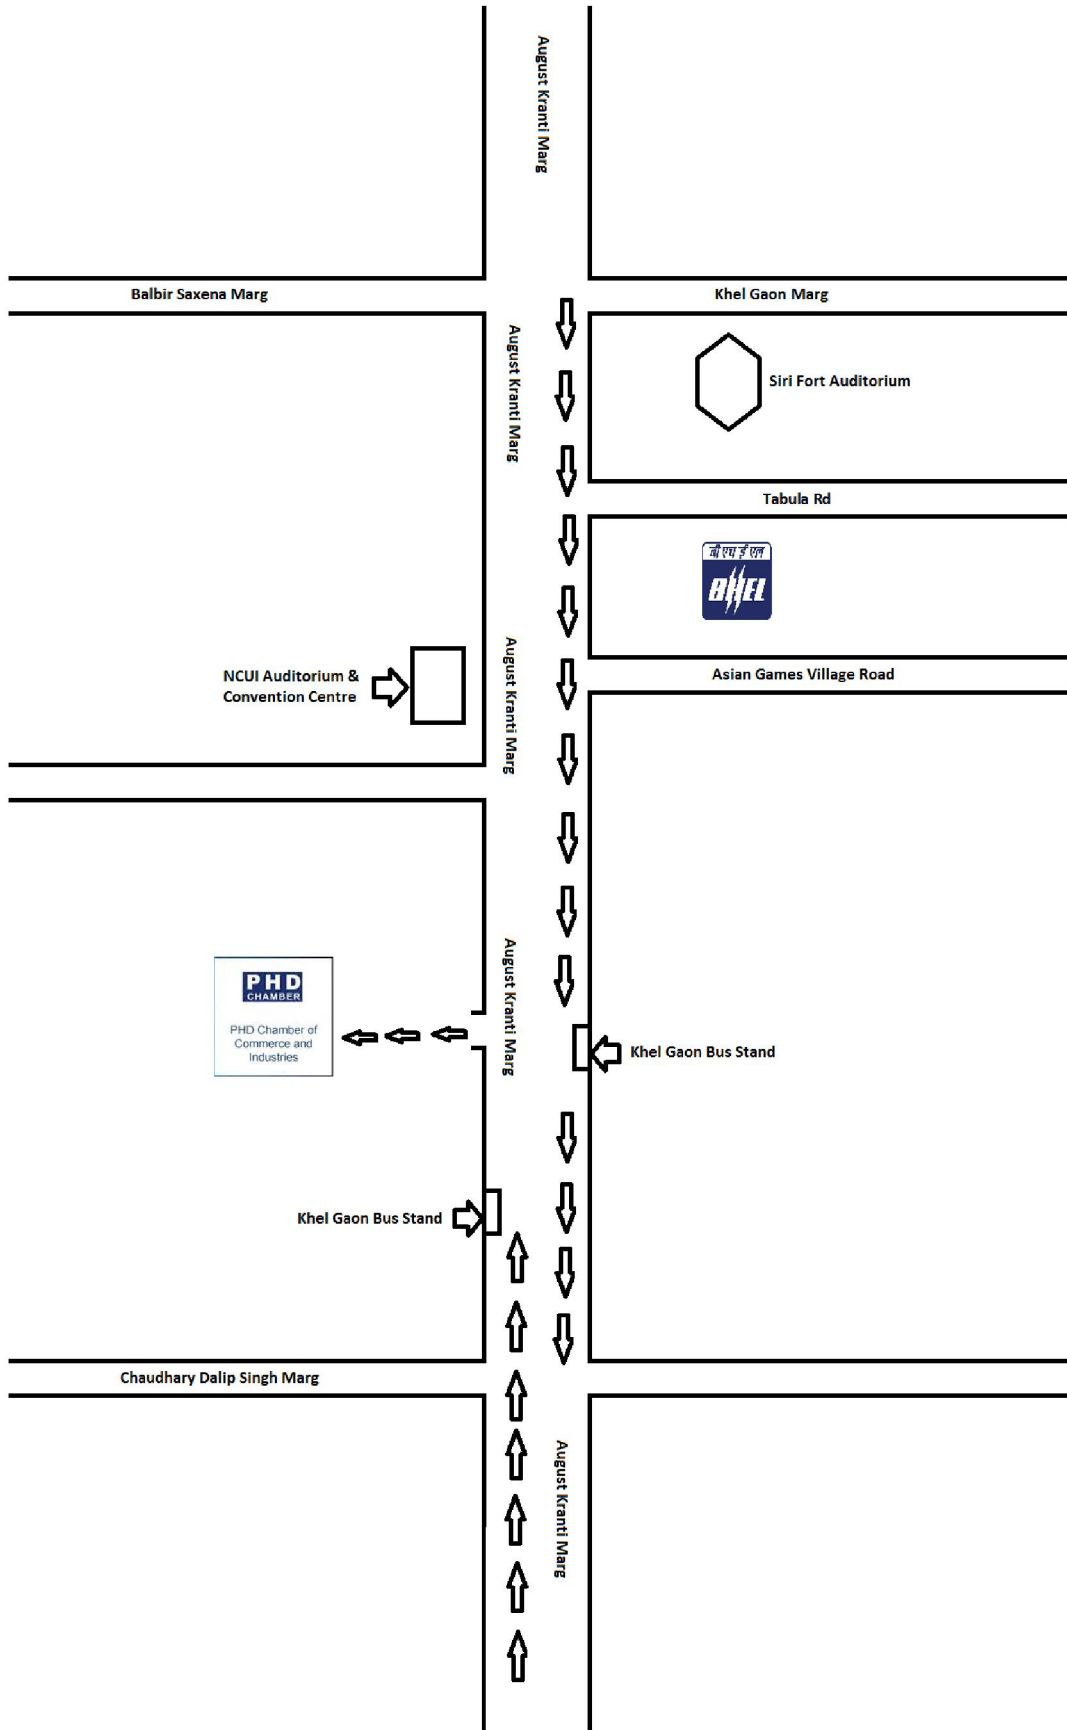 August Kranti Marg
Balbir Saxena Marg
Khel Gaon Marg
August Kranti Marg
Siri Fort Auditorium
Tabula Rd
बी एच ई एल
BHEL
August Kranti Marg
NCUI Auditorium &
Convention Centre
Asian Games Village Road
August Kranti Marg
PHD
CHAMBER
PHD Chamber of
Commerce and
Industries
Khel Gaon Bus Stand
Khel Gaon Bus Stand
Chaudhary Dalip Singh Marg
August Kranti Marg